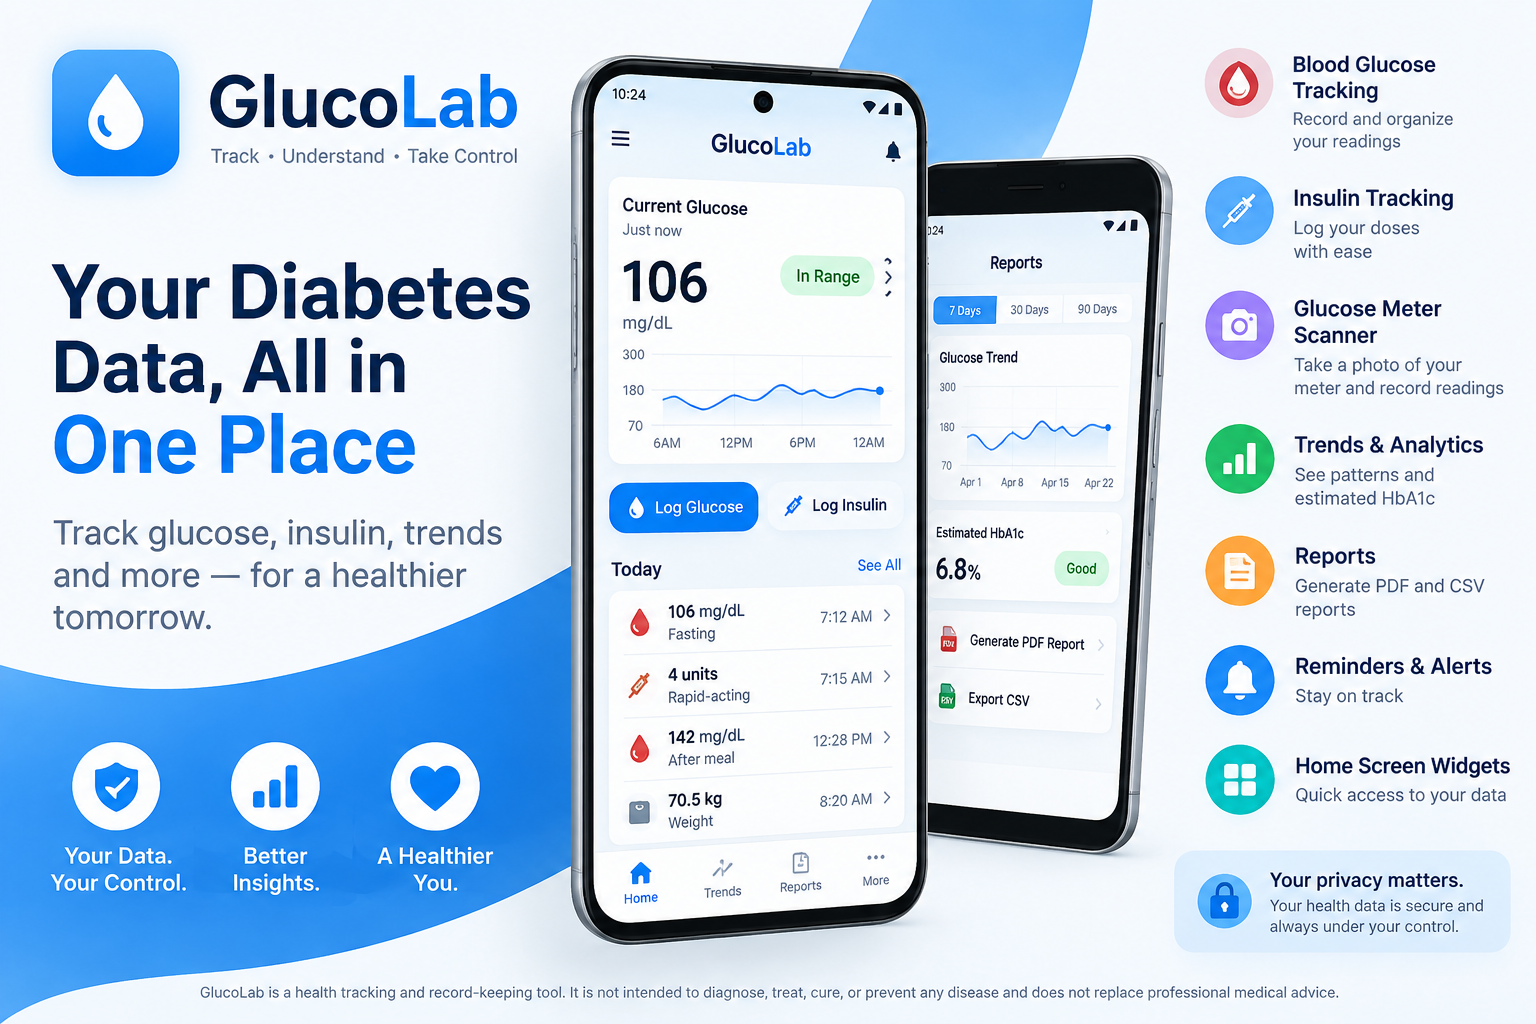 GlucoLab
Track • Understand • Take Control
Your Diabetes
Data, All in
One Place
Track glucose, insulin, trends
and more — for a healthier
tomorrow.
Your Data.
Your Control.
Better
Insights.
A Healthier
You.
10:24
GlucoLab
Current Glucose
Just now
106
In Range
mg/dL
300
180
70
6AM 12PM 6PM 12AM
Log Glucose
Log Insulin
Today
See All
106 mg/dL
Fasting
7:12 AM
4 units
Rapid-acting
7:15 AM
142 mg/dL
After meal
12:28 PM
70.5 kg
Weight
8:20 AM
Home
Trends
Reports
More
0:24
Reports
7 Days
30 Days
90 Days
Glucose Trend
300
180
70
Apr 1 Apr 8 Apr 15 Apr 22
Estimated HbA1c
6.8%
Good
Generate PDF Report
Export CSV
Blood Glucose
Tracking
Record and organize
your readings
Insulin Tracking
Log your doses
with ease
Glucose Meter
Scanner
Take a photo of your
meter and record readings
Trends & Analytics
See patterns and
estimated HbA1c
Reports
Generate PDF and CSV
reports
Reminders & Alerts
Stay on track
Home Screen Widgets
Quick access to your data
Your privacy matters.
Your health data is secure and
always under your control.
GlucoLab is a health tracking and record-keeping tool. It is not intended to diagnose, treat, cure, or prevent any disease and does not replace professional medical advice.